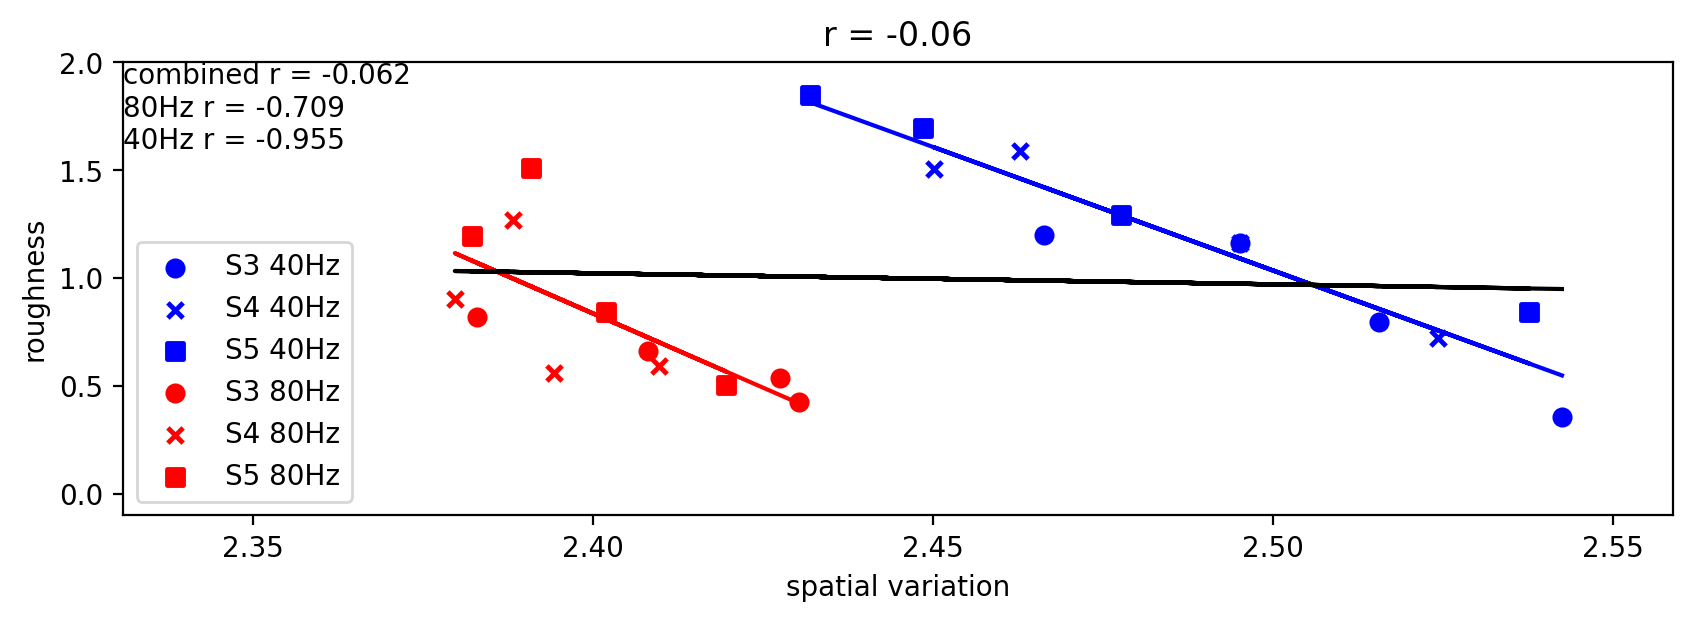 r = -0.06
combined r = -0.062
80Hz r = -0.709
40Hz r = -0.955
2.0
1.5
1.0
0.5
0.0
roughness
S3 40Hz
S4 40Hz
S5 40Hz
S3 80Hz
S4 80Hz
S5 80Hz
2.35 2.40 2.45 2.50 2.55
spatial variation